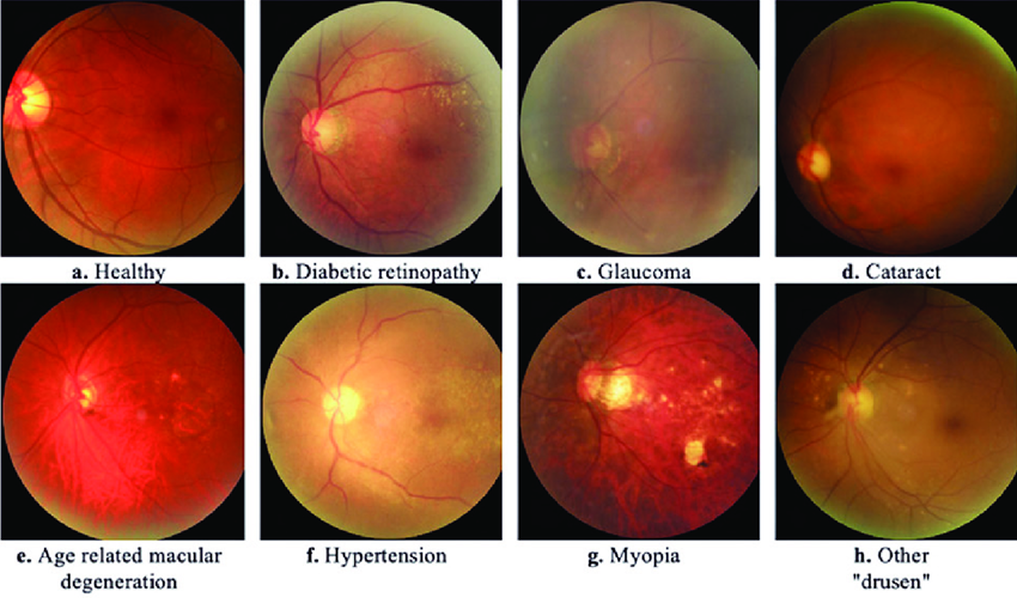 a. Healthy
b. Diabetic retinopathy
c. Glaucoma
d. Cataract
e. Age related macular
degeneration
f. Hypertension
g. Myopia
h. Other
"drusen"